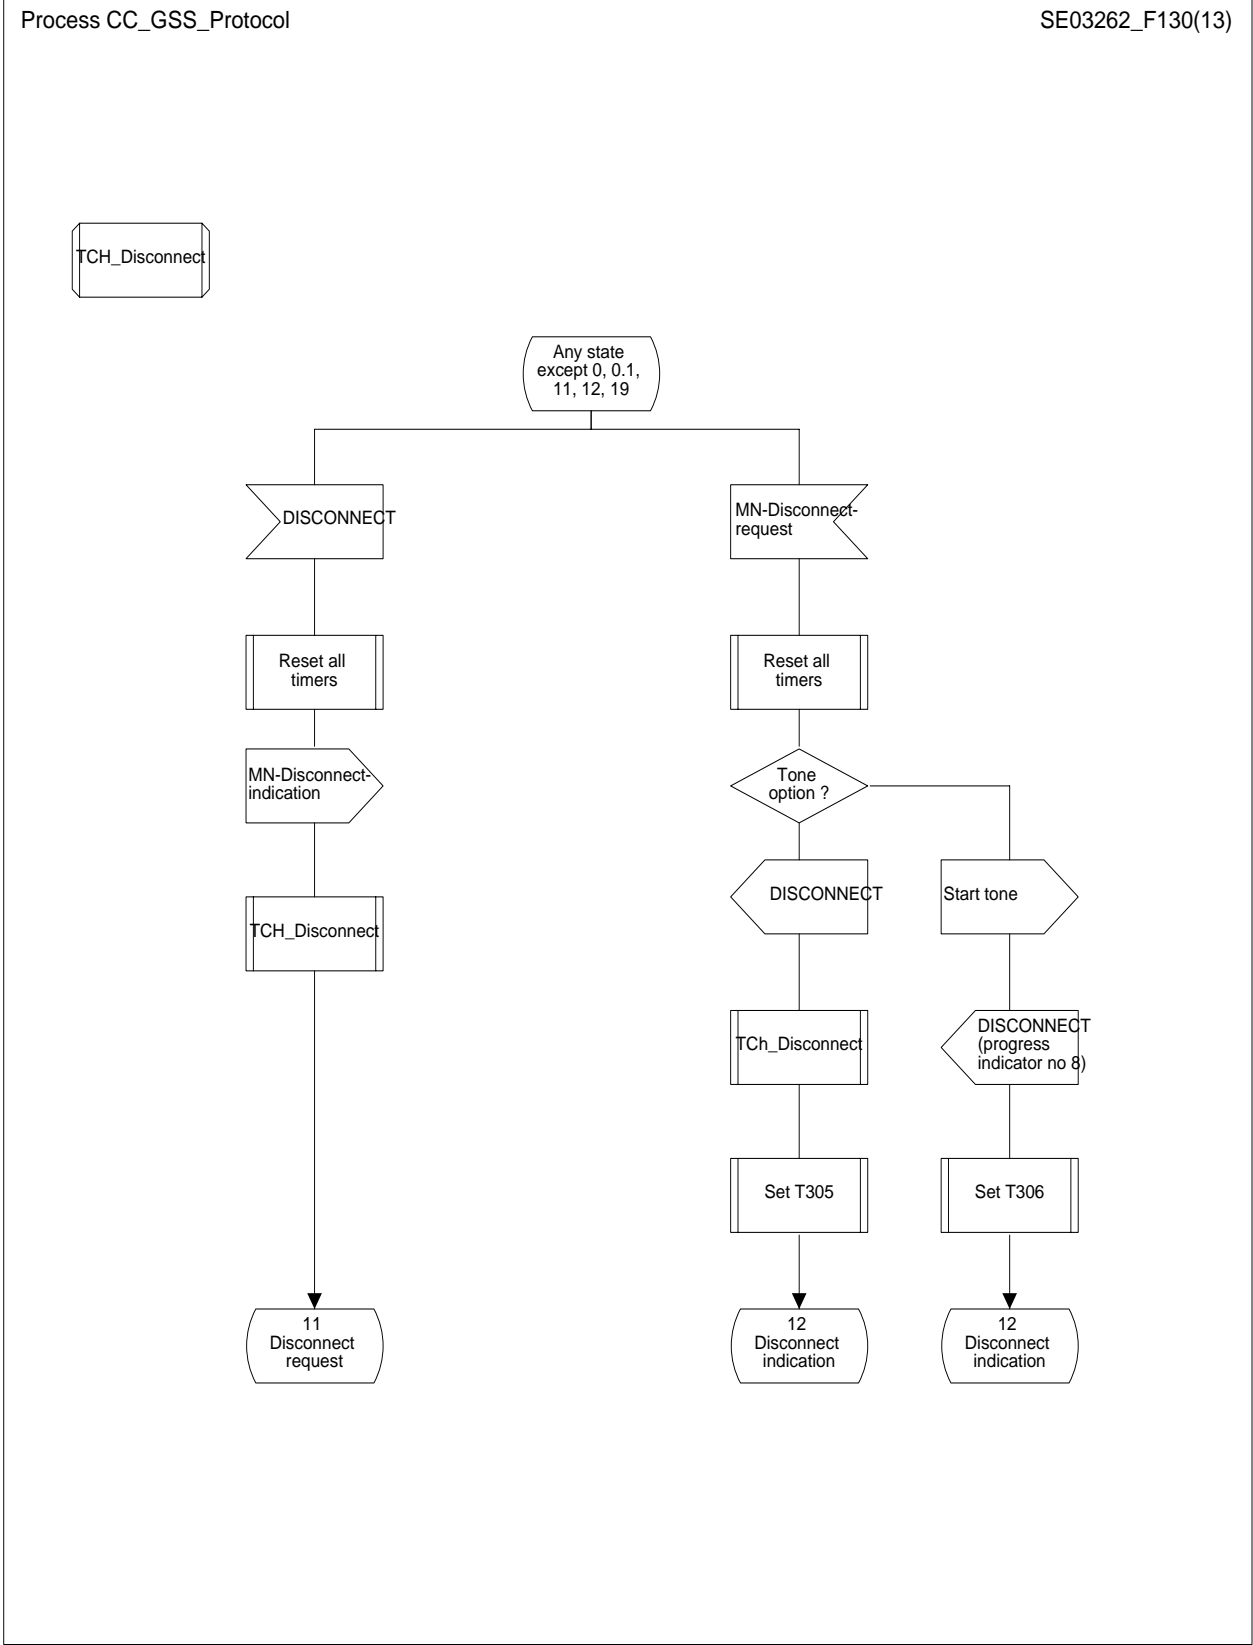 Process CC_GSS_Protocol
SE03262_F130(13)
TCH_Disconnect
Any state
except 0, 0.1,
11, 12, 19
DISCONNECT
MN-Disconnect-
request
Reset all
timers
Reset all
timers
MN-Disconnect-
indication
Tone
option ?
TCH_Disconnect
DISCONNECT
Start tone
TCh_Disconnect
DISCONNECT
(progress
indicator no 8)
Set T305
Set T306
11
Disconnect
request
12
Disconnect
indication
12
Disconnect
indication